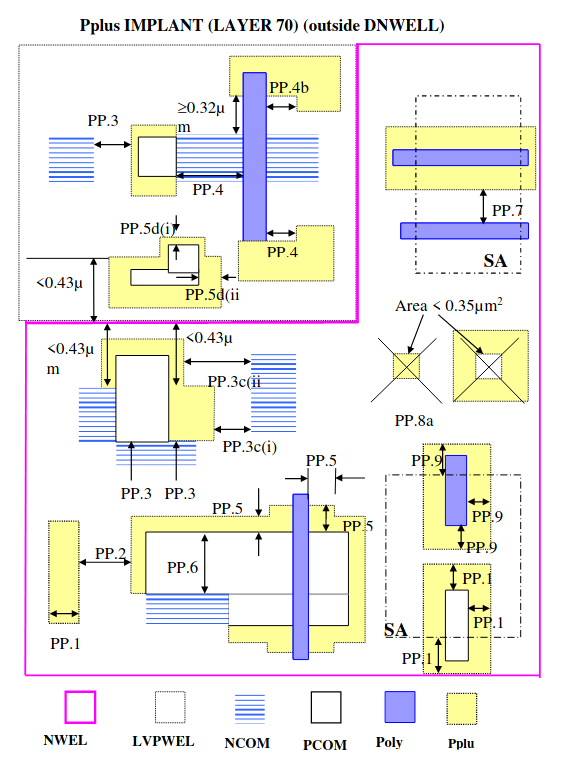 Pplus IMPLANT (LAYER 70) (outside DNWELL)
PP.4b
≥0.32μ
m
PP.3
PP.4
PP.7
PP.5d(i)
PP.4
SA
<0.43μ
PP.5d(ii
Area < 0.35μm²
<0.43μ
m
<0.43μ
PP.3c(ii
PP.8a
PP.3c(i)
PP.5
PP.9
PP.3 PP.3
PP.5
PP.5
PP.9
PP.2
PP.6
PP.9
PP.1
PP.1
SA
PP.1
PP.1
NWEL
LVPWEL
NCOM
PCOM
Poly
Pplu